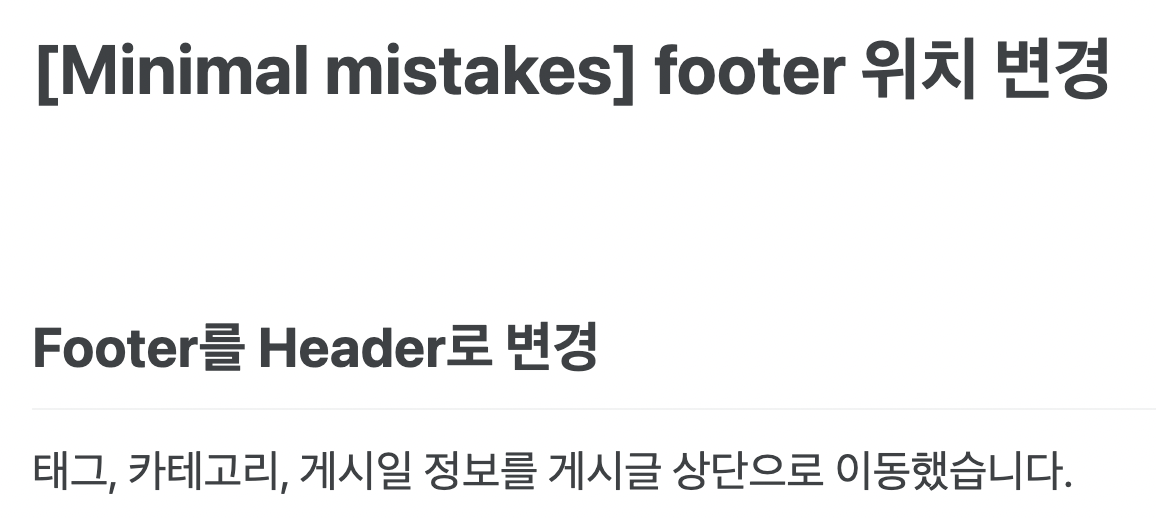 [Minimal mistakes] footer 위치 변경
Footer를 Header로 변경
태그, 카테고리, 게시일 정보를 게시글 상단으로 이동했습니다.